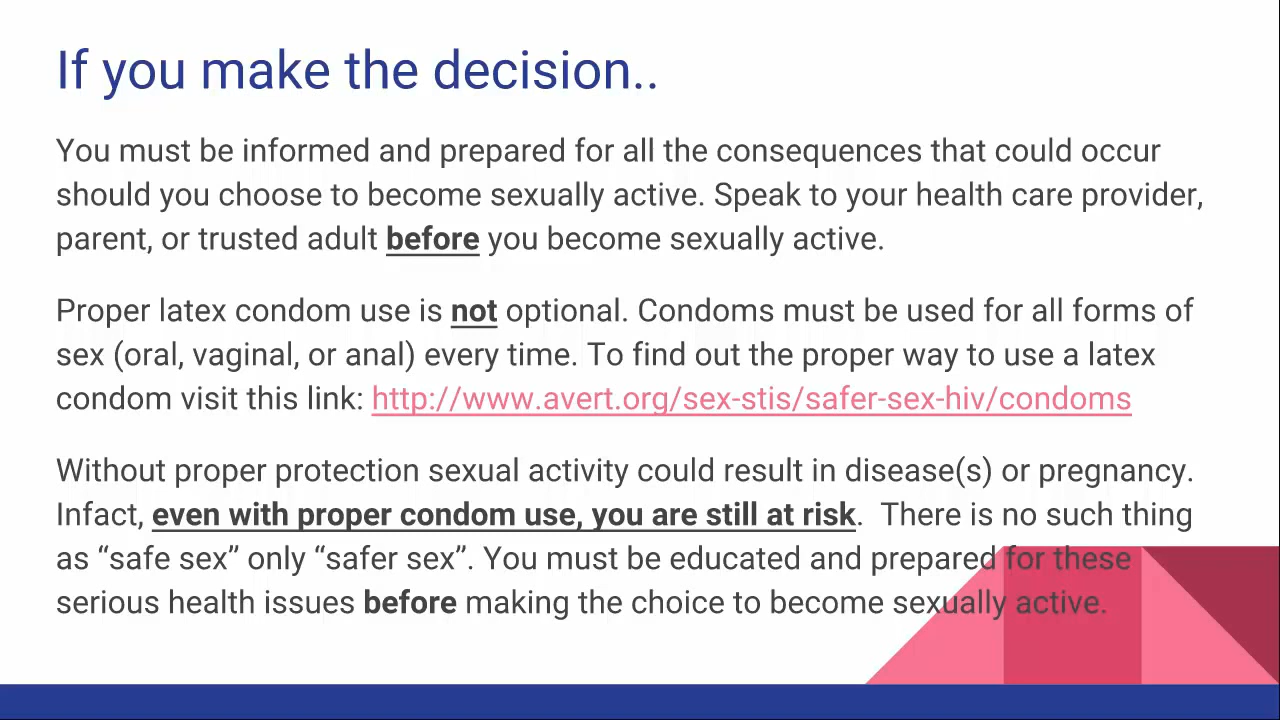 If you make the decision..
You must be informed and prepared for all the consequences that could occur
should you choose to become sexually active. Speak to your health care provider,
parent, or trusted adult before you become sexually active.
Proper latex condom use is not optional. Condoms must be used for all forms of
sex (oral, vaginal, or anal) every time. To find out the proper way to use a latex
condom visit this link: http://www.avert.org/sex-stis/safer-sex-hiv/condoms
Without proper protection sexual activity could result in disease(s) or pregnancy.
Infact, even with proper condom use, you are still at risk.  There is no such thing
as “safe sex” only “safer sex”. You must be educated and prepared for these
serious health issues before making the choice to become sexually active.